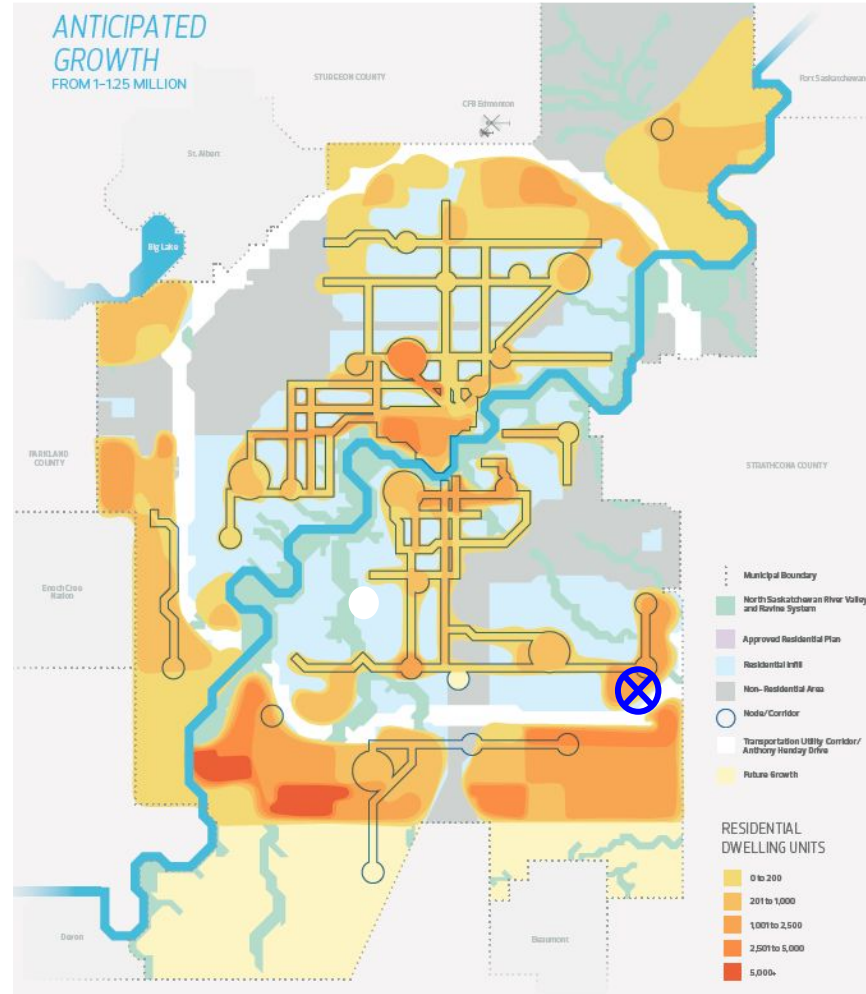 ANTICIPATED
GROWTH
FROM 1-1.25 MILLION
STURGEON COUNTY
Fort Saskatchewan
CFB Edmonton
St. Albert
Big Lake
PARKLAND
COUNTY
STRATHCONA COUNTY
Enoch Cree
Nation
Devon
Beaumont
Municipal Boundary
North Saskatchewan River Valley
and Ravine System
Approved Residential Plan
Residential Infill
Non- Residential Area
Node/Corridor
Transportation Utility Corridor/
Anthony Henday Drive
Future Growth
RESIDENTIAL
DWELLING UNITS
0 to 200
201 to 1,000
1,001 to 2,500
2,501 to 5,000
5,000+